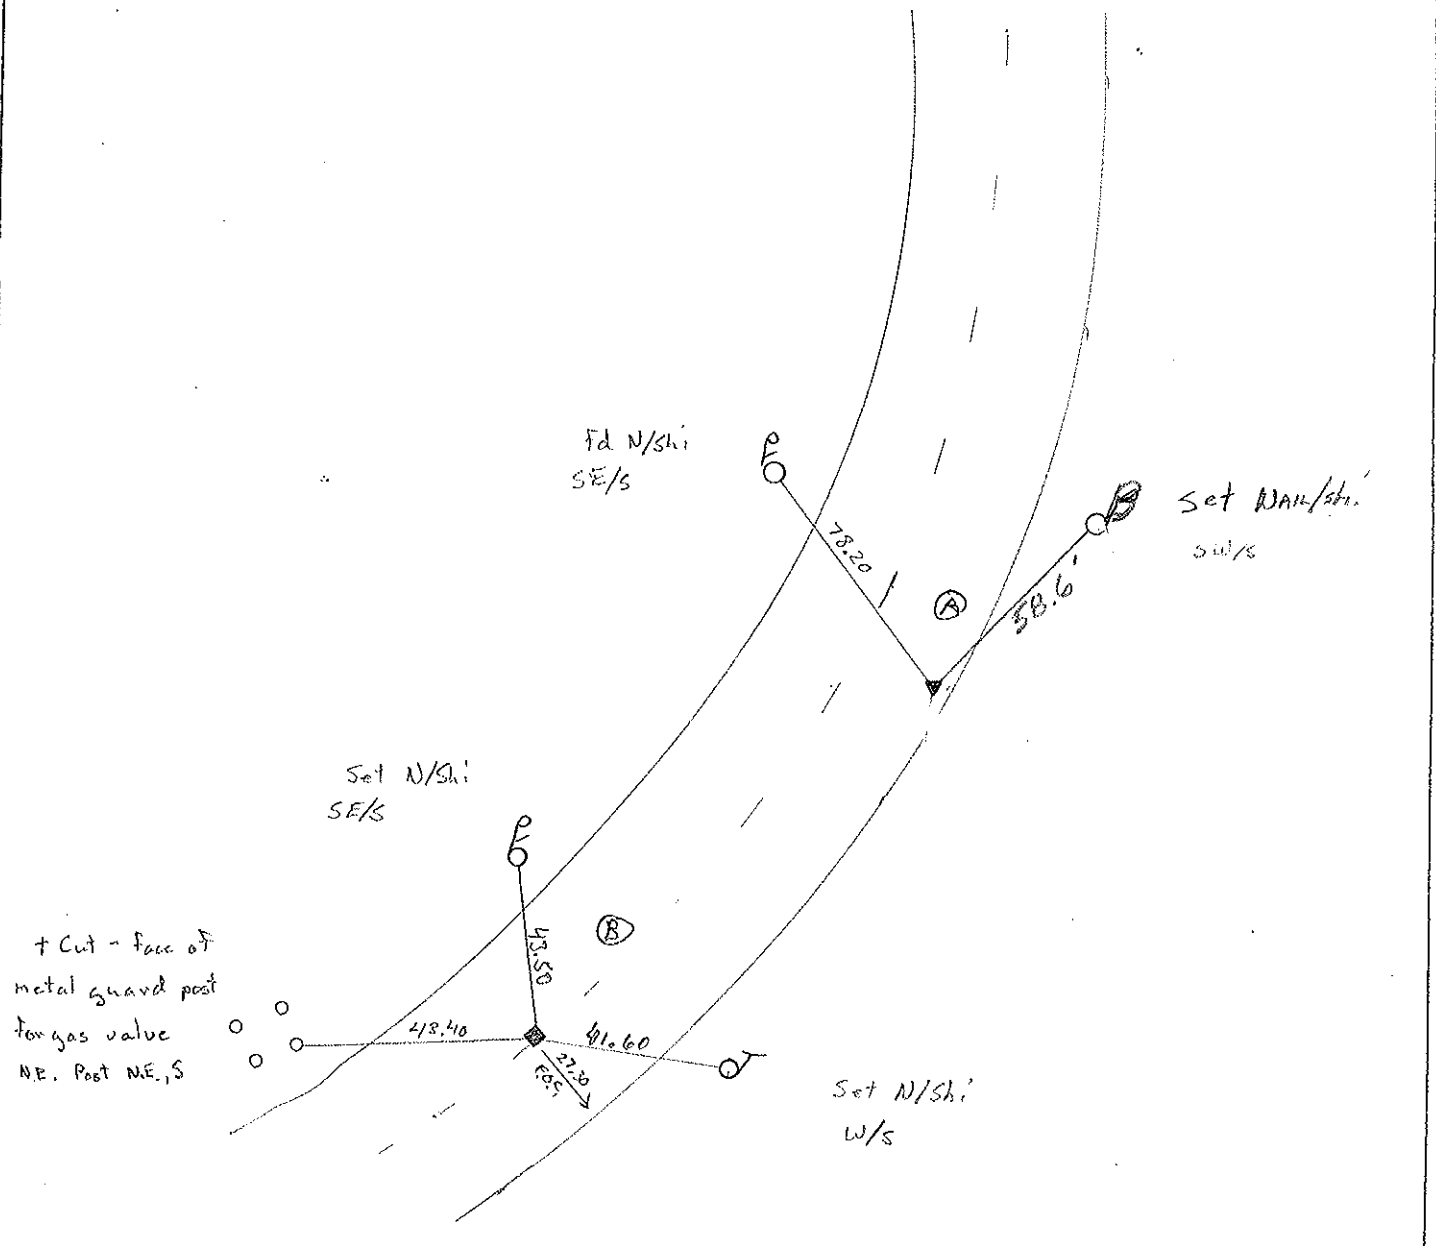 Fd N/Shi
SE/S
78.20
A
Set NAIL/Shi
SW/S
58.6'
Set N/Shi
SE/S
B
43.50
+ Cut - face of
metal guard post
for gas value
N.E. Post N.E., S
43.40
41.60
27.30
Set N/Shi
W/S